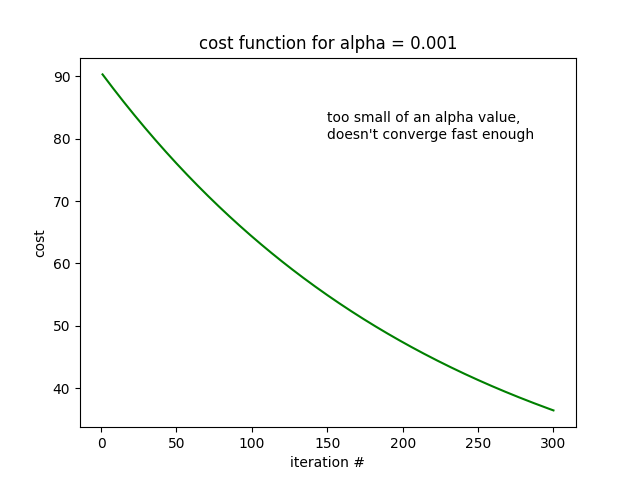 cost function for alpha = 0.001
too small of an alpha value,
doesn't converge fast enough
90
80
70
60
50
40
cost
0 50 100 150 200 250 300
iteration #